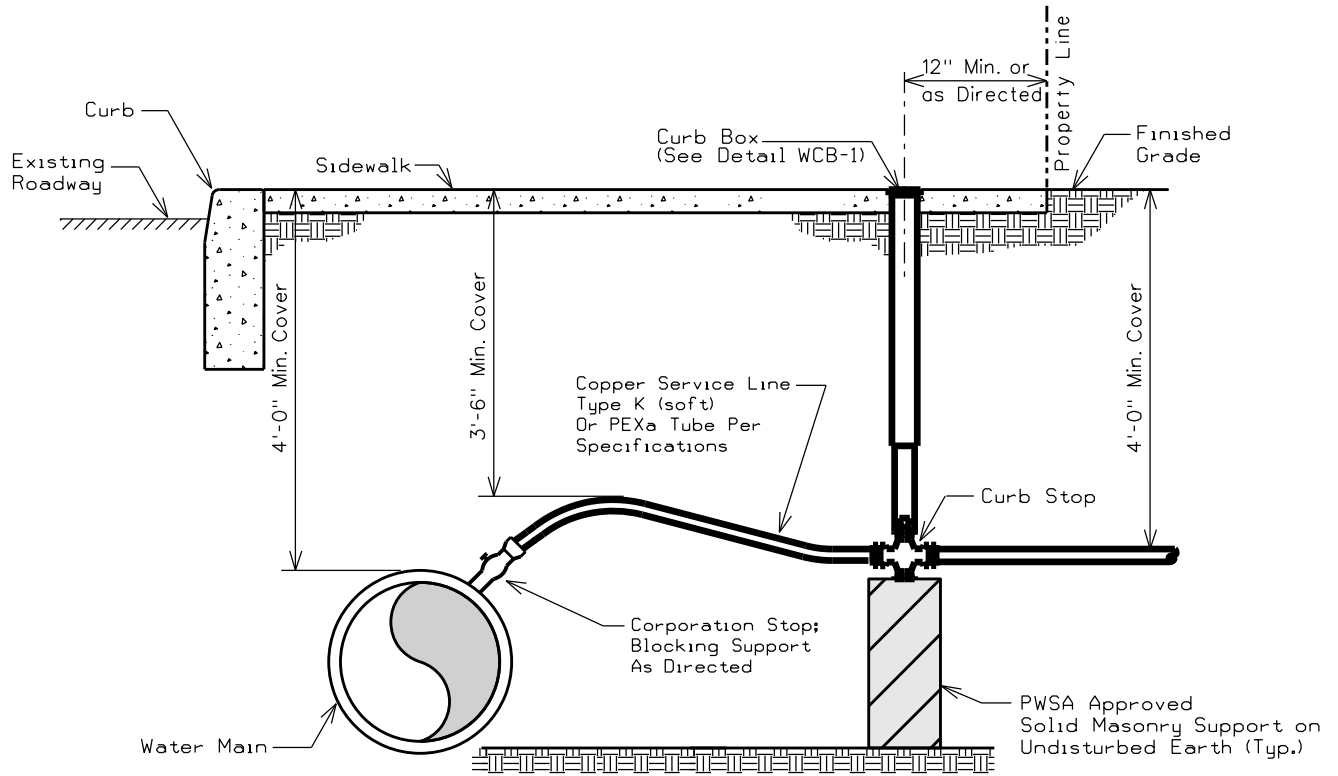 12" Min. or
as Directed
Property Line
Curb
Curb Box
(See Detail WCB-1)
Finished
Grade
Existing
Roadway
Sidewalk
4'-0" Min. Cover
3'-6" Min. Cover
4'-0" Min. Cover
Copper Service Line
Type K (soft)
Or PEXa Tube Per
Specifications
Curb Stop
Corporation Stop;
Blocking Support
As Directed
PWSA Approved
Solid Masonry Support on
Undisturbed Earth (Typ.)
Water Main